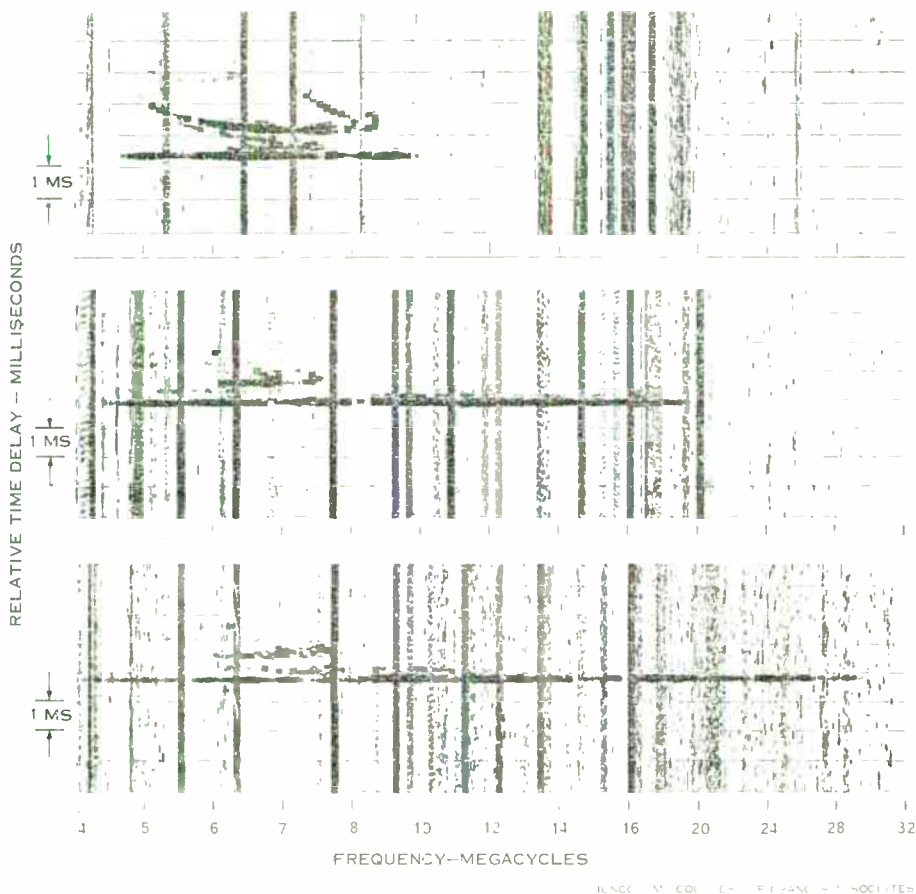 1 MS
1 MS
1 MS
RELATIVE TIME DELAY — MILLISECONDS
4 5 6 7 8 10 12 14 16 20 24 28 32
FREQUENCY—MEGACYCLES